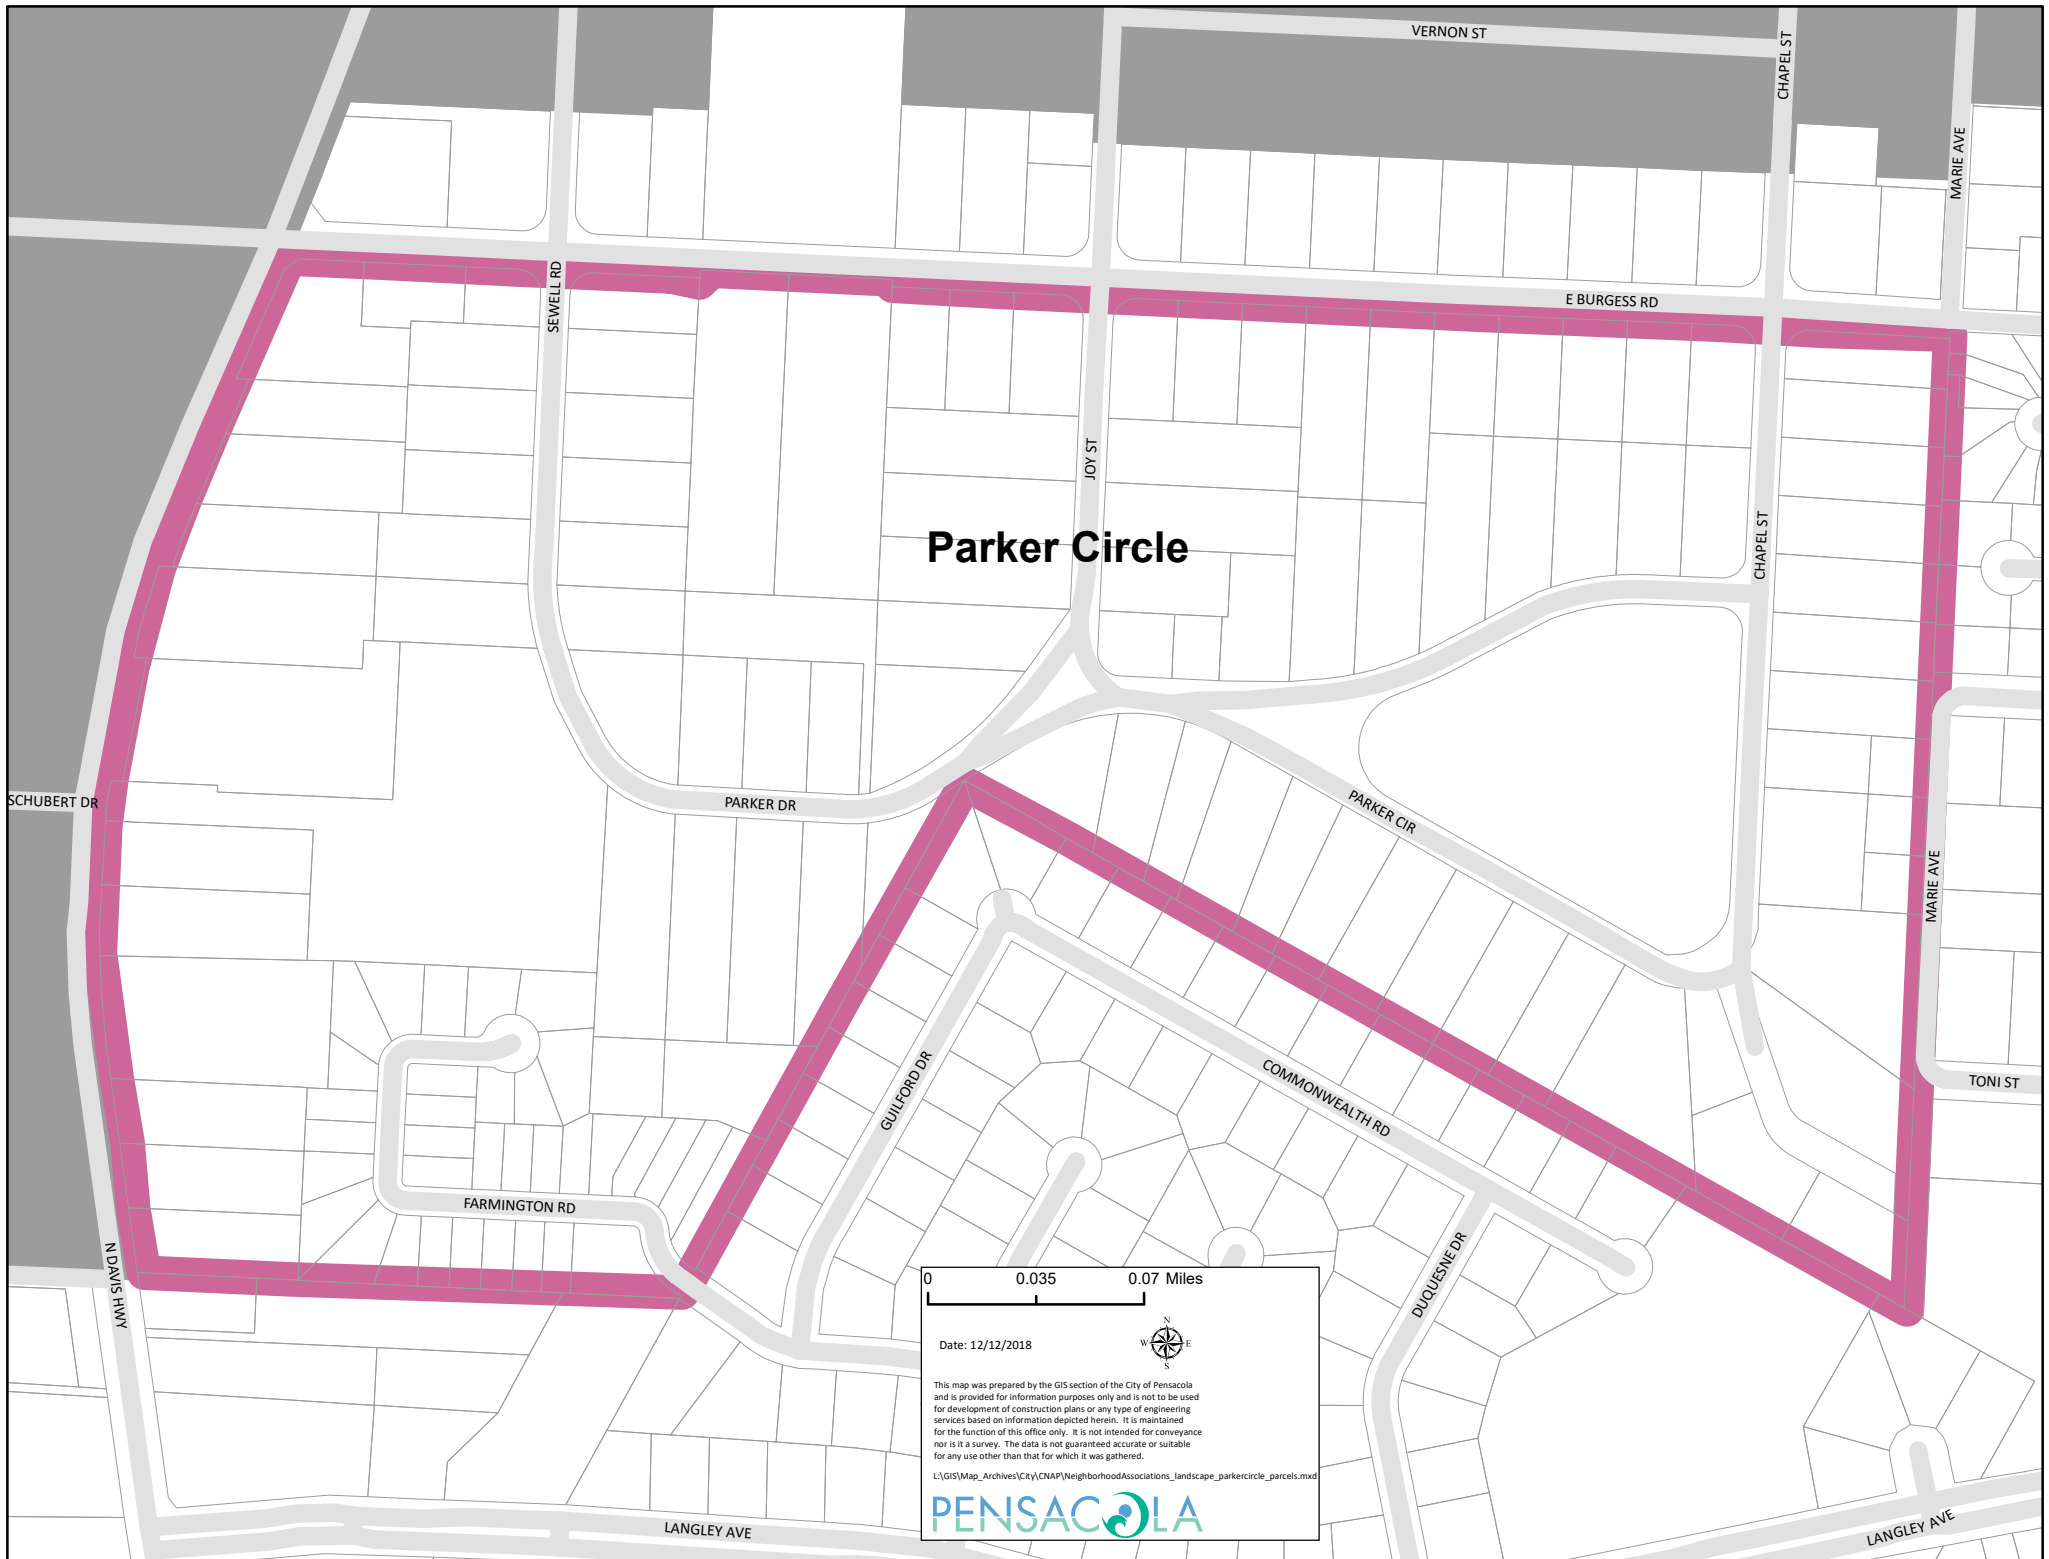 VERNON ST
CHAPEL ST
MARIE AVE
SEWELL RD
E BURGESS RD
JOY ST
Parker Circle
CHAPEL ST
SCHUBERT DR
PARKER DR
PARKER CIR
MARIE AVE
GUILFORD DR
COMMONWEALTH RD
TONI ST
FARMINGTON RD
N DAVIS HWY
DUQUESNE DR
0 0.035 0.07 Miles
N
W E
S
Date: 12/12/2018
This map was prepared by the GIS section of the City of Pensacola
and is provided for information purposes only and is not to be used
for development of construction plans or any type of engineering
services based on information depicted herein. It is maintained
for the function of this office only. It is not intended for conveyance
nor is it a survey. The data is not guaranteed accurate or suitable
for any use other than that for which it was gathered.
L:\GIS\Map_Archives\City\CNAP\NeighborhoodAssociations_landscape_parkercircle_parcels.mxd
PENSACOLA
LANGLEY AVE
LANGLEY AVE